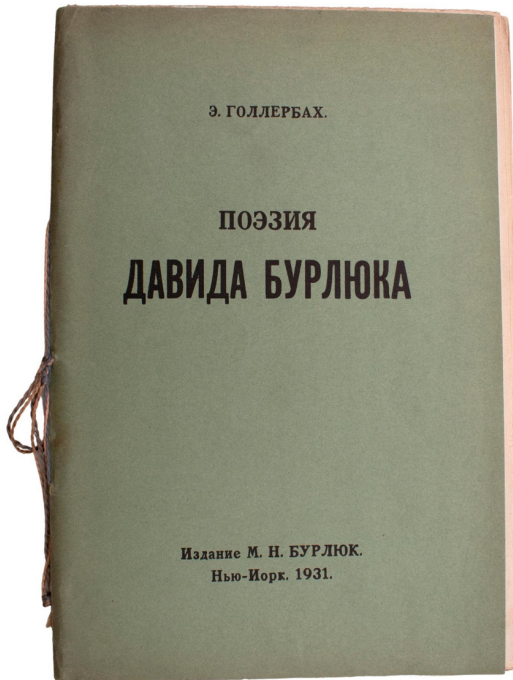 Э. ГОЛЛЕРБАХ.
ПОЭЗИЯ
ДАВИДА БУРЛЮКА
Издание М. Н. БУРЛЮК.
Нью-Иорк. 1931.